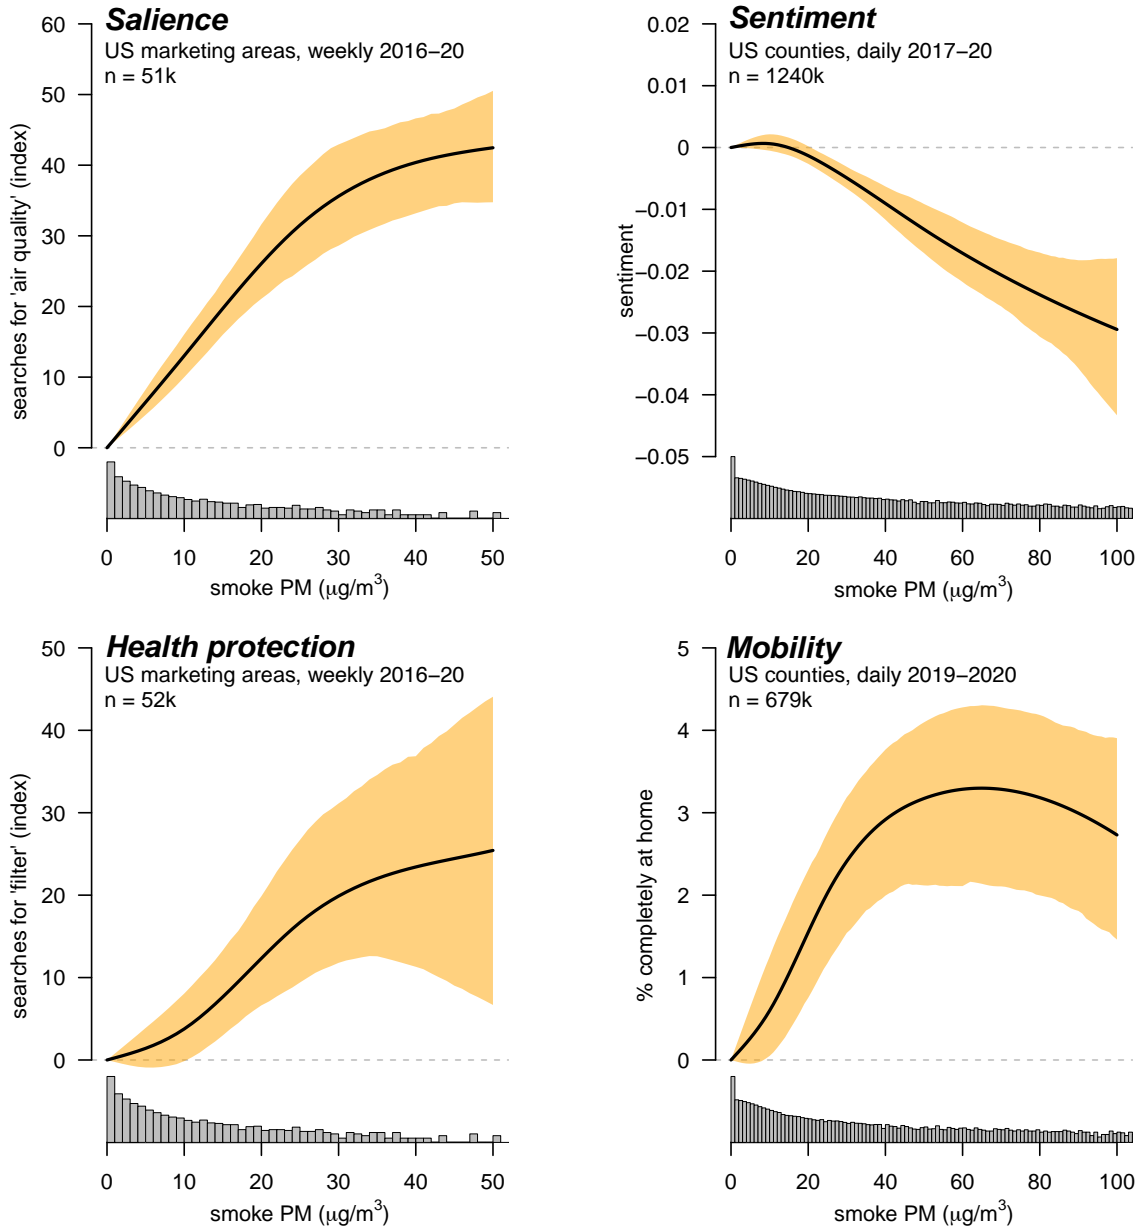 Salience
US marketing areas, weekly 2016−20
n = 51k
searches for 'air quality' (index)
60
50
40
30
20
10
0
0 10 20 30 40 50
smoke PM (μg/m³)
Sentiment
US counties, daily 2017−20
n = 1240k
sentiment
0.02
0.01
0
−0.01
−0.02
−0.03
−0.04
−0.05
0 20 40 60 80 100
smoke PM (μg/m³)
Health protection
US marketing areas, weekly 2016−20
n = 52k
searches for 'filter' (index)
50
40
30
20
10
0
0 10 20 30 40 50
smoke PM (μg/m³)
Mobility
US counties, daily 2019−2020
n = 679k
% completely at home
5
4
3
2
1
0
0 20 40 60 80 100
smoke PM (μg/m³)